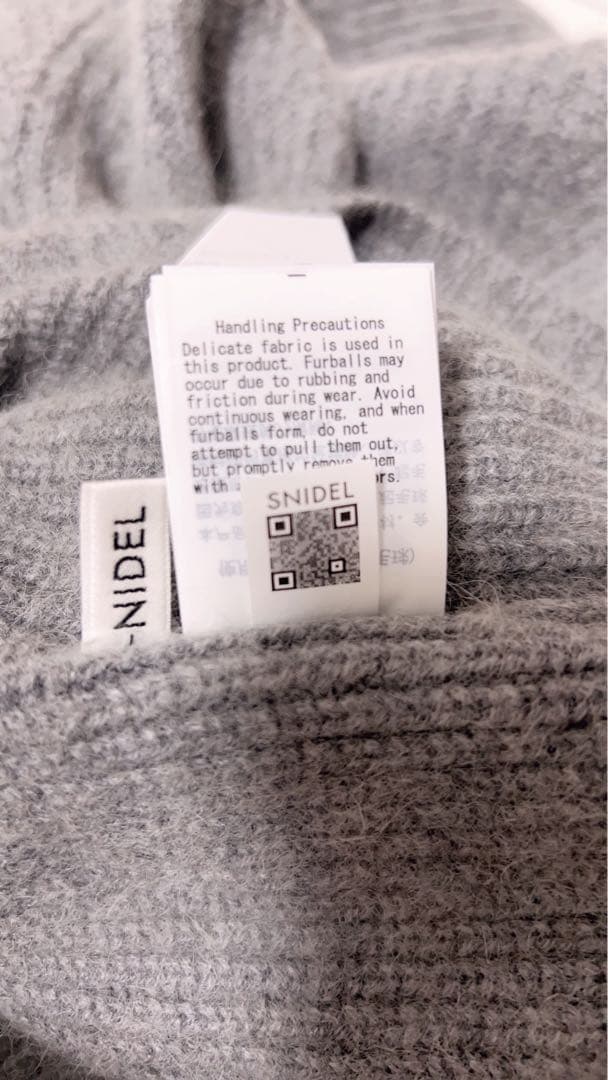 Handling Precautions
Delicate fabric is used in
this product. Furballs may
occur due to rubbing and
friction during wear. Avoid
continuous wearing, and when
furballs form, do not
attempt to pull them out,
but promptly remove them
with
SNIDEL
SNIDEL